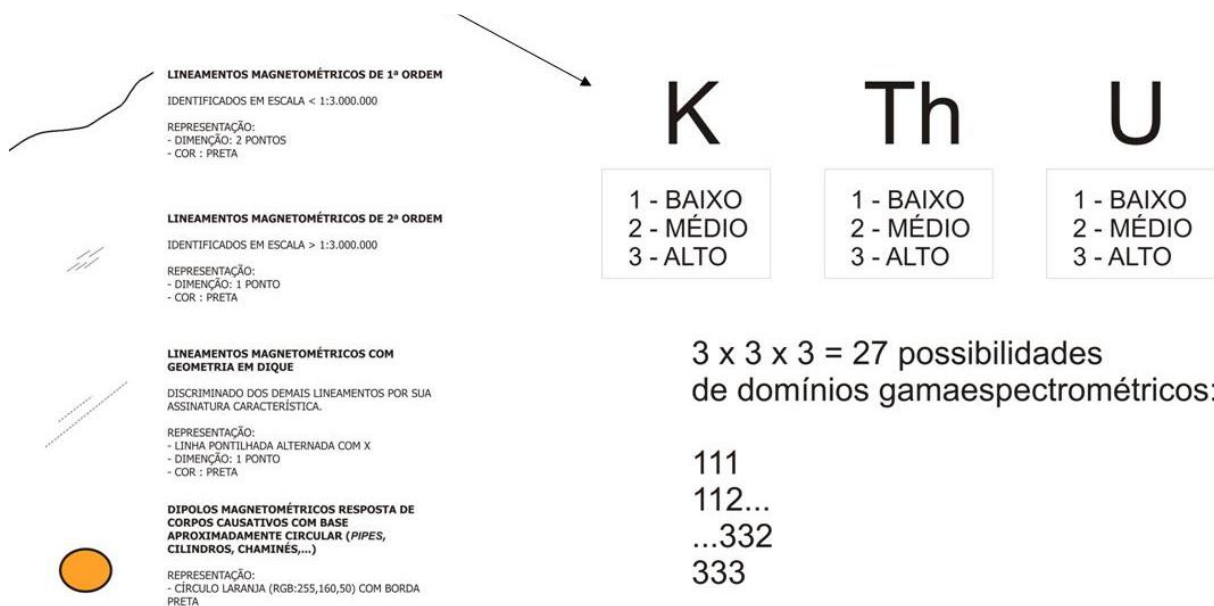 LINEAMENTOS MAGNETOMÉTRICOS DE 1ª ORDEM
IDENTIFICADOS EM ESCALA < 1:3.000.000
REPRESENTAÇÃO:
- DIMENÇÃO: 2 PONTOS
- COR : PRETA
LINEAMENTOS MAGNETOMÉTRICOS DE 2ª ORDEM
IDENTIFICADOS EM ESCALA > 1:3.000.000
REPRESENTAÇÃO:
- DIMENÇÃO: 1 PONTO
- COR : PRETA
LINEAMENTOS MAGNETOMÉTRICOS COM
GEOMETRIA EM DIQUE
DISCRIMINADO DOS DEMAIS LINEAMENTOS POR SUA
ASSINATURA CARACTERÍSTICA.
REPRESENTAÇÃO:
- LINHA PONTILHADA ALTERNADA COM X
- DIMENÇÃO: 1 PONTO
- COR : PRETA
DIPOLOS MAGNETOMÉTRICOS RESPOSTA DE
CORPOS CAUSATIVOS COM BASE
APROXIMADAMENTE CIRCULAR (PIPES,
CILINDROS, CHAMINÉS,...)
REPRESENTAÇÃO:
- CÍRCULO LARANJA (RGB:255,160,50) COM BORDA
PRETA
K
1 - BAIXO
2 - MÉDIO
3 - ALTO
Th
1 - BAIXO
2 - MÉDIO
3 - ALTO
U
1 - BAIXO
2 - MÉDIO
3 - ALTO
3 x 3 x 3 = 27 possibilidades
de domínios gamaespectrométricos:
111
112...
...332
333